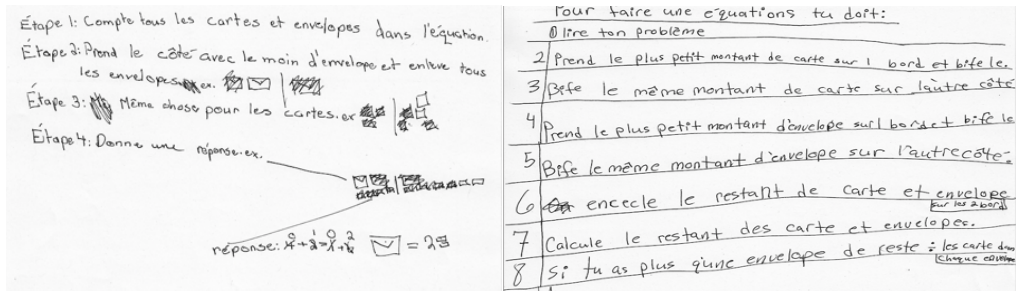 Étape 1: Compte tous les cartes et envelopes dans l'équation.
Étape 2: Prend le côté avec le moin d'envelope et enlève tous
les envelopes ex.
Étape 3: Même chose pour les cartes. ex
Étape 4: Donne une réponse. ex.
réponse:
= 2
Pour faire une équations tu doit:
① lire ton problème
2 Prend le plus petit montant de carte sur 1 bord et bife le.
3 Bife le même montant de carte sur l'autre côté
4 Prend le plus petit montant d'envelope sur 1 bord et bife le
5 Bife le même montant d'envelope sur l'autre côté.
6 encecle le restant de carte et envelope
sur les 2 bord
7 Calcule le restant des carte et envelopes.
8 Si tu as plus qu'une envelope de reste ÷ les carte dans
chaque envelope